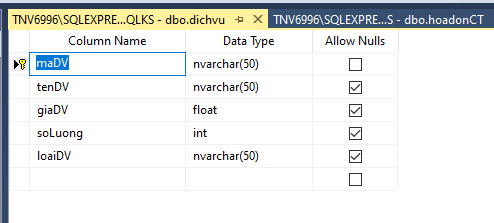 TNV6996\SQLEXPRE...QLKS - dbo.dichvu
TNV6996\SQLEXPRE...S - dbo.hoadonCT
Column Name Data Type Allow Nulls
maDV nvarchar(50)
tenDV nvarchar(50)
giaDV float
soLuong int
loaiDV nvarchar(50)